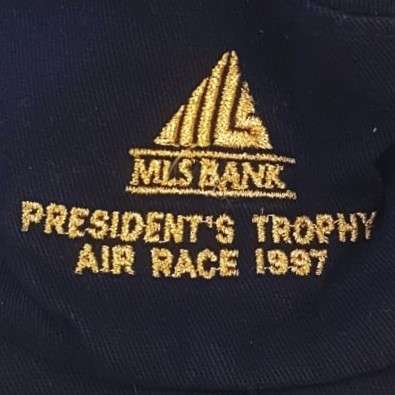 MLS BANK
PRESIDENT'S TROPHY
AIR RACE 1997